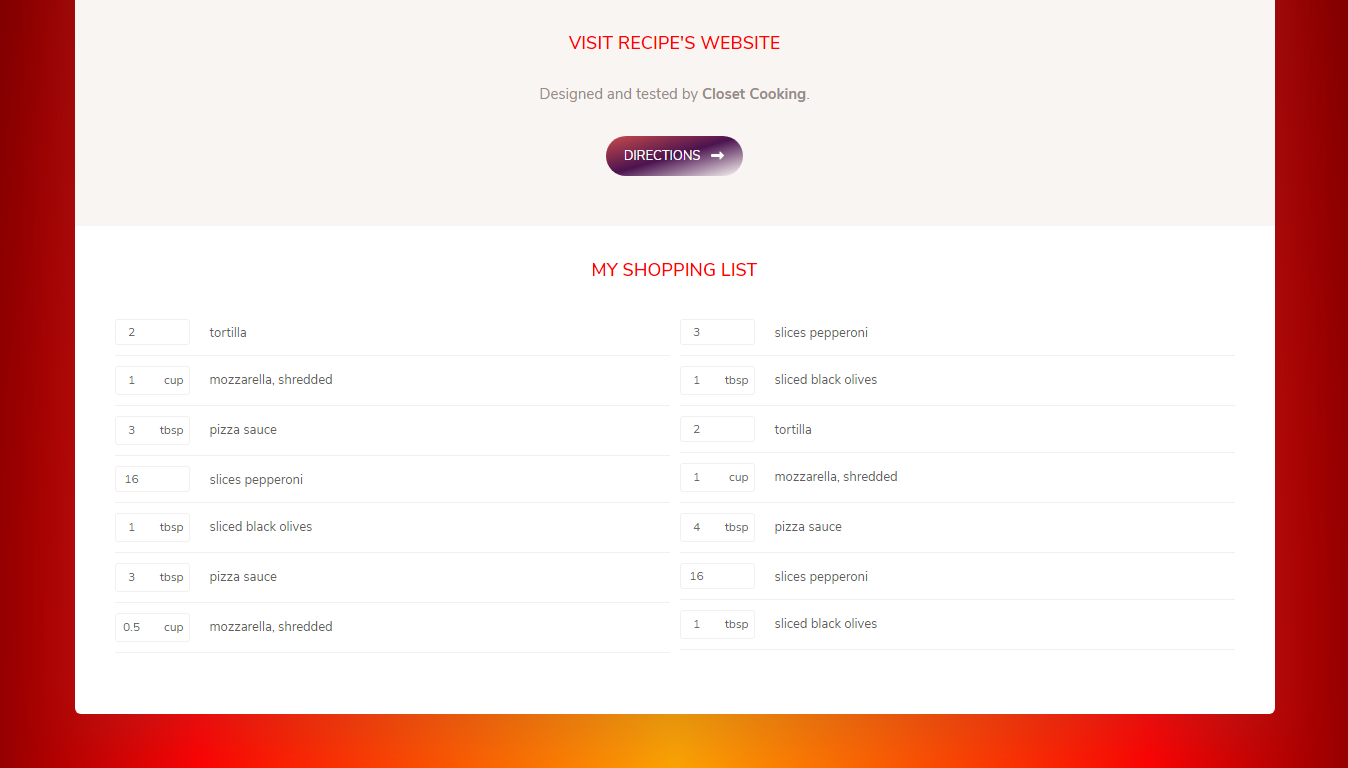 VISIT RECIPE'S WEBSITE
Designed and tested by Closet Cooking.
DIRECTIONS
MY SHOPPING LIST
2 tortilla
1 cup mozzarella, shredded
3 tbsp pizza sauce
16 slices pepperoni
1 tbsp sliced black olives
3 tbsp pizza sauce
0.5 cup mozzarella, shredded
3 slices pepperoni
1 tbsp sliced black olives
2 tortilla
1 cup mozzarella, shredded
4 tbsp pizza sauce
16 slices pepperoni
1 tbsp sliced black olives